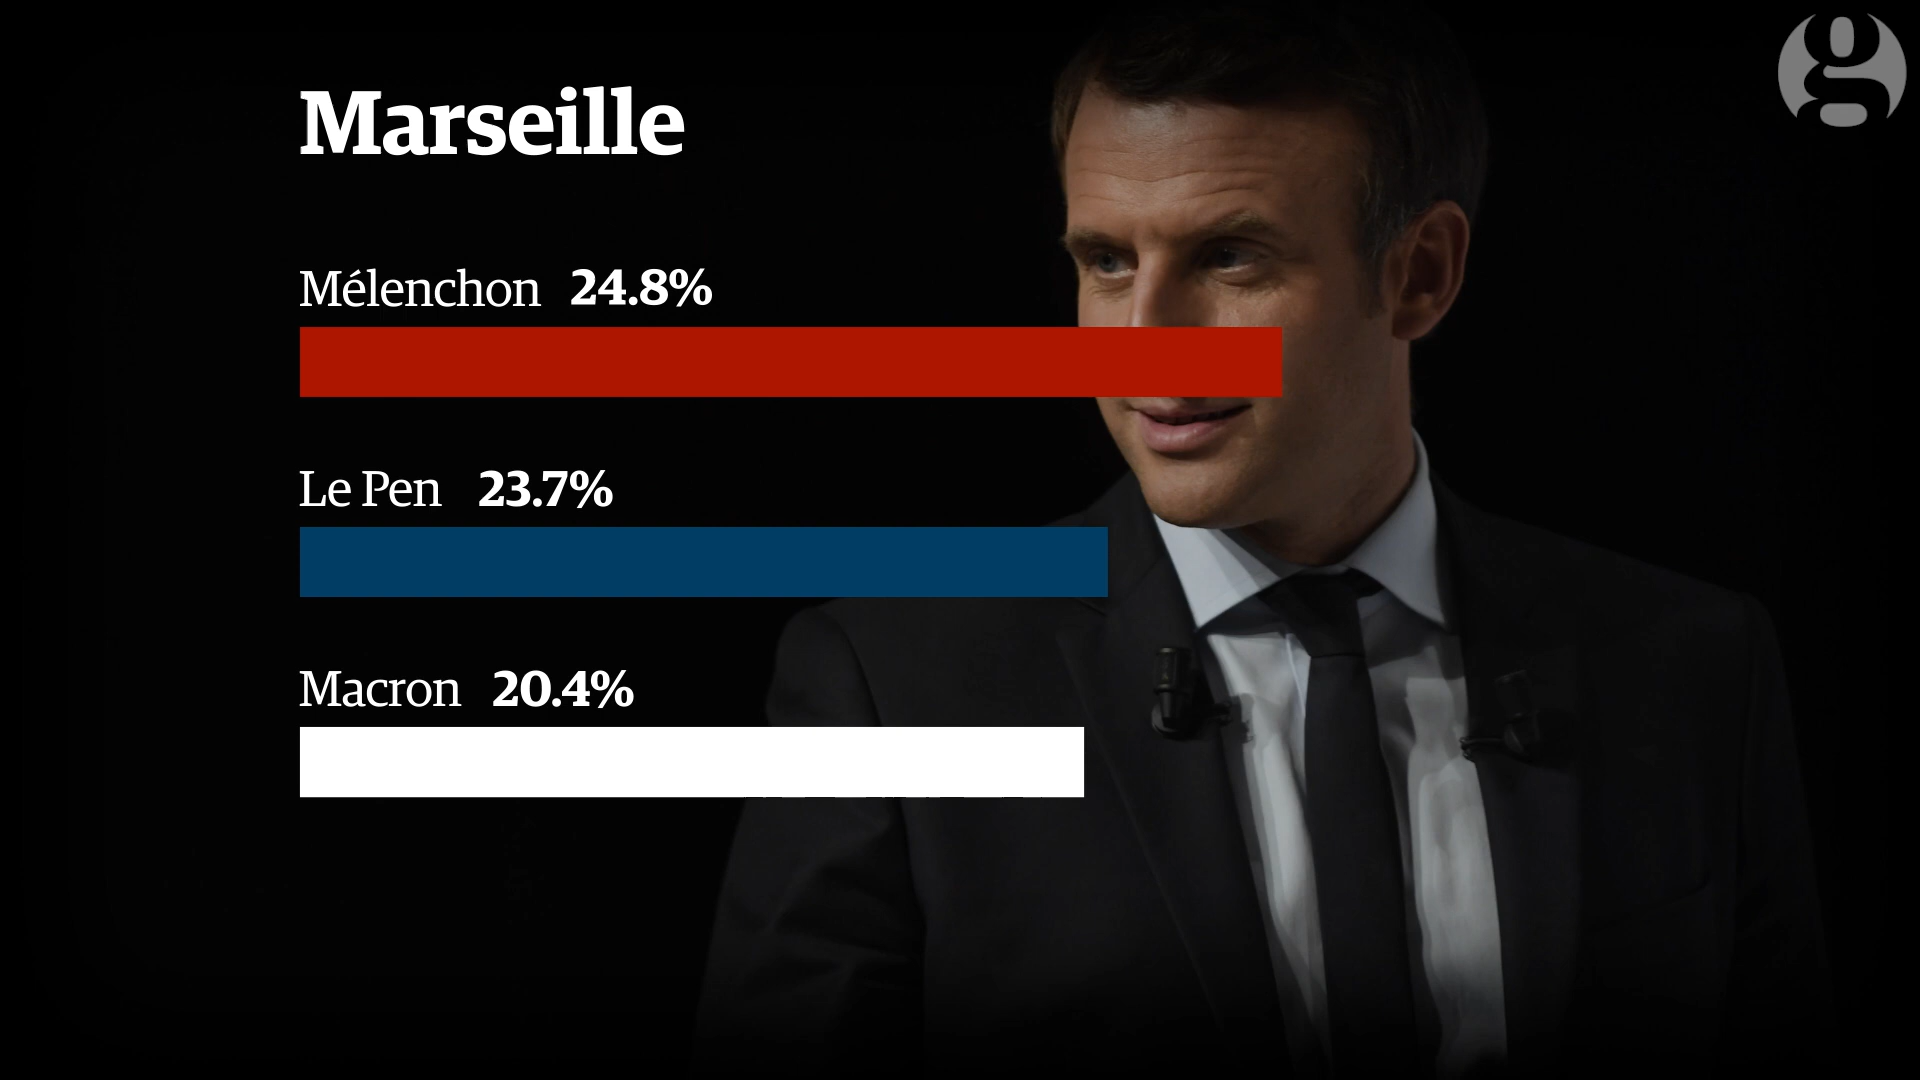 Marseille
Mélenchon 24.8%
Le Pen 23.7%
Macron 20.4%
g